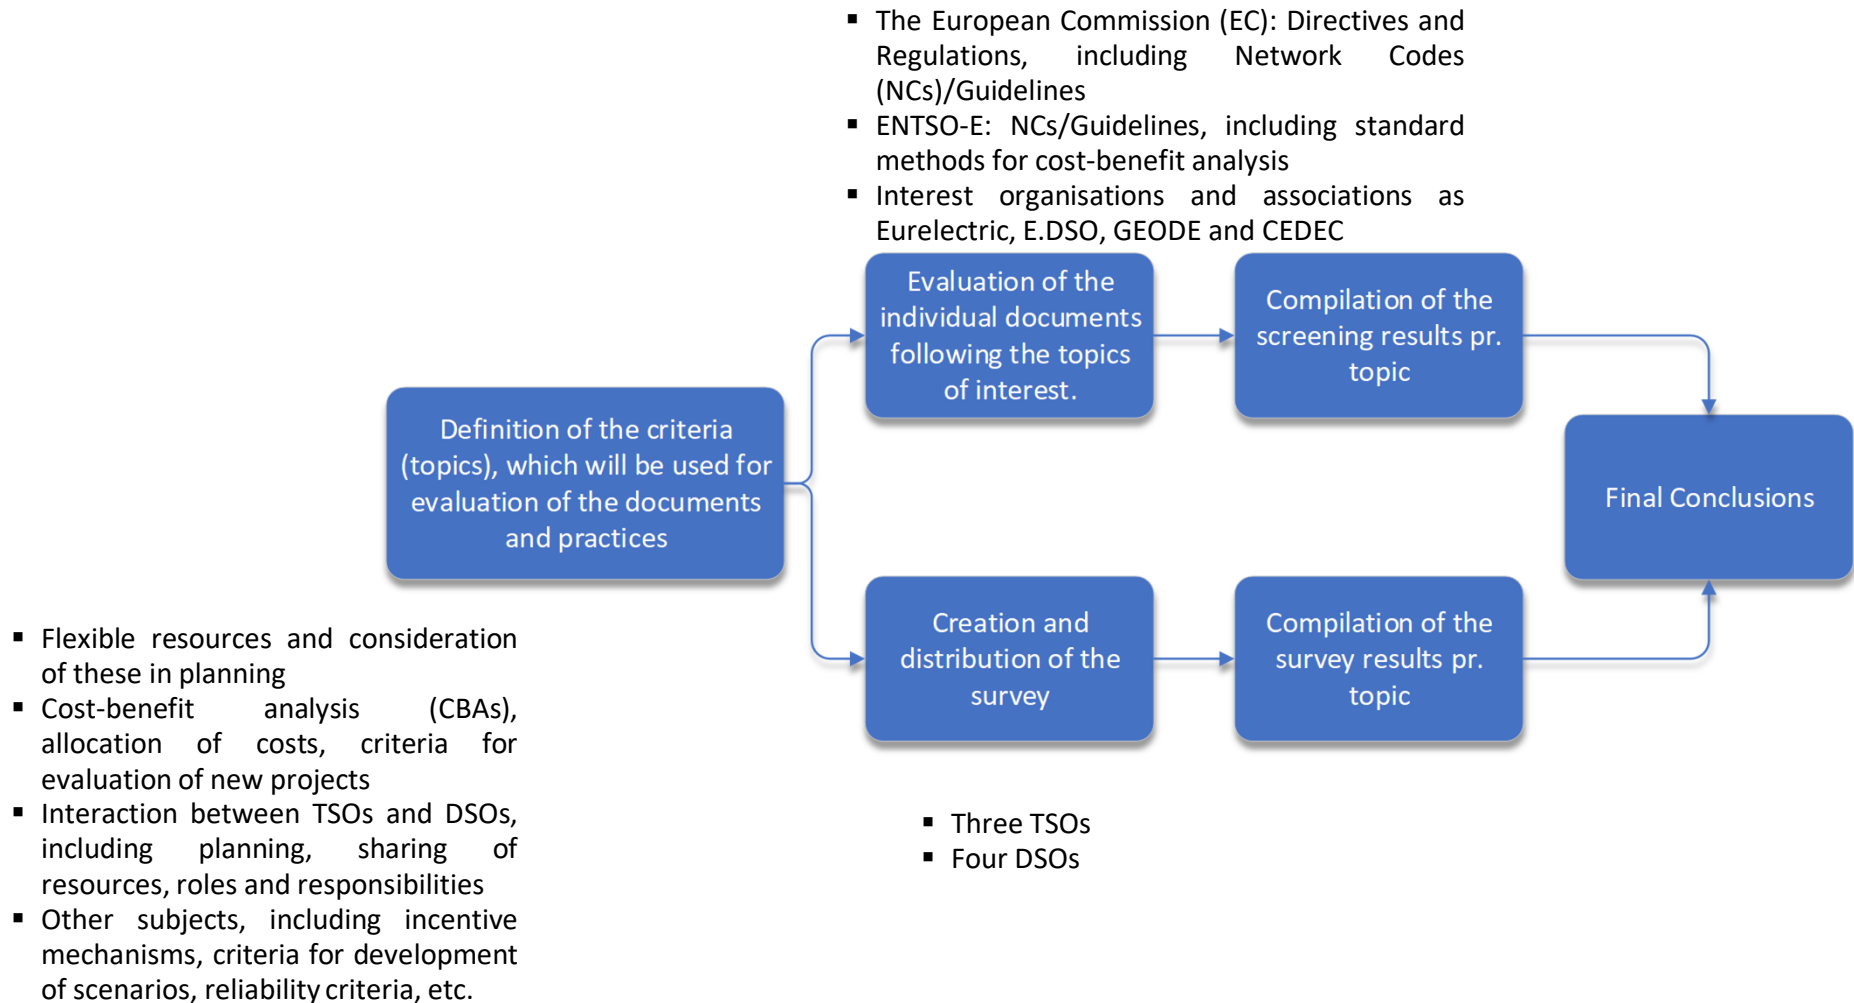 ▪ The European Commission (EC): Directives and
Regulations, including Network Codes
(NCs)/Guidelines
▪ ENTSO-E: NCs/Guidelines, including standard
methods for cost-benefit analysis
▪ Interest organisations and associations as
Eurelectric, E.DSO, GEODE and CEDEC
Evaluation of the
individual documents
following the topics
of interest.
Compilation of the
screening results pr.
topic
Definition of the criteria
(topics), which will be used for
evaluation of the documents
and practices
Final Conclusions
Creation and
distribution of the
survey
Compilation of the
survey results pr.
topic
▪ Flexible resources and consideration
of these in planning
▪ Cost-benefit analysis (CBAs),
allocation of costs, criteria for
evaluation of new projects
▪ Interaction between TSOs and DSOs,
including planning, sharing of
resources, roles and responsibilities
▪ Other subjects, including incentive
mechanisms, criteria for development
of scenarios, reliability criteria, etc.
▪ Three TSOs
▪ Four DSOs